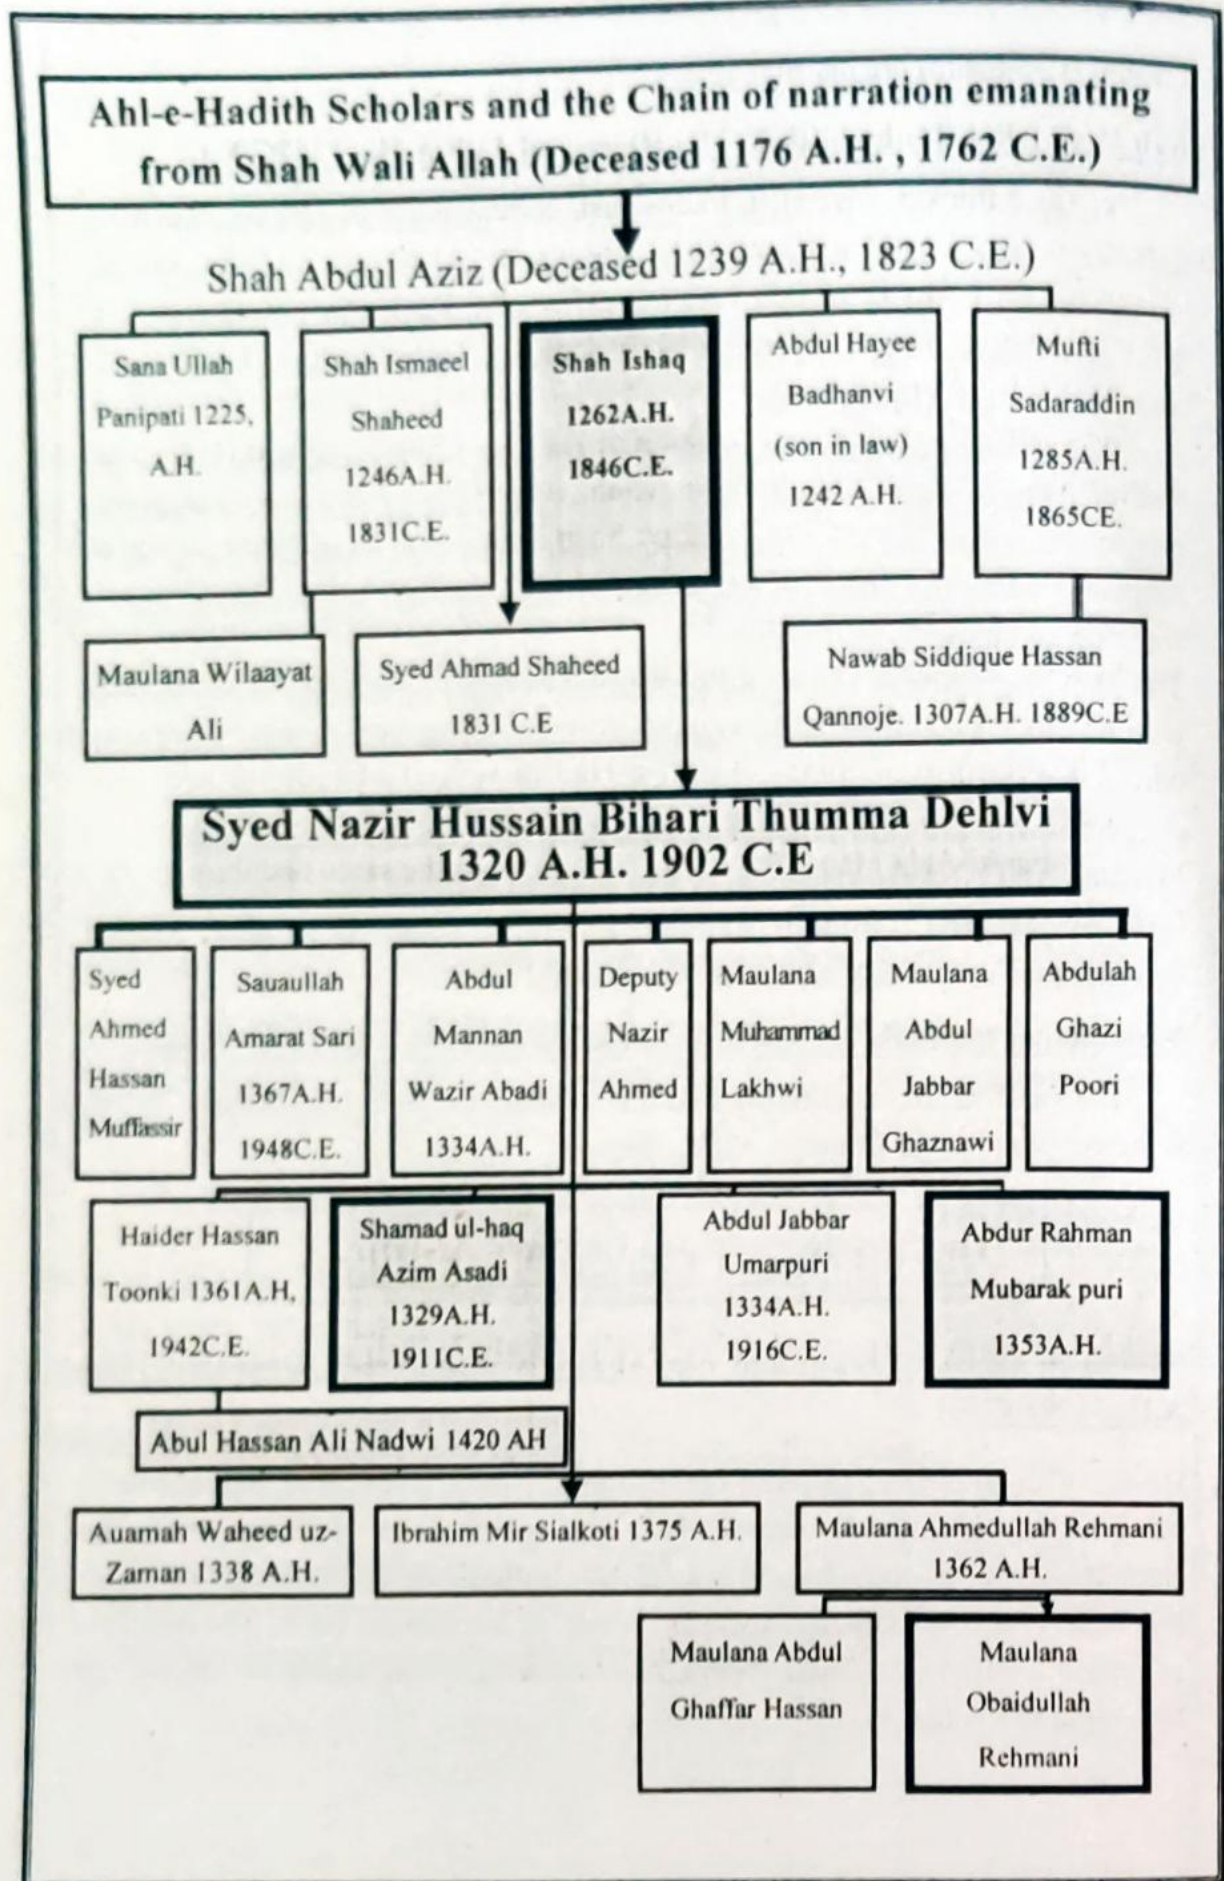 Ahl-e-Hadith Scholars and the Chain of narration emanating
from Shah Wali Allah (Deceased 1176 A.H. , 1762 C.E.)
Shah Abdul Aziz (Deceased 1239 A.H., 1823 C.E.)
Sana Ullah
Panipati 1225,
A.H.
Shah Ismaeel
Shaheed
1246A.H.
1831C.E.
Shah Ishaq
1262A.H.
1846C.E.
Abdul Hayee
Badhanvi
(son in law)
1242 A.H.
Mufti
Sadaraddin
1285A.H.
1865CE.
Maulana Wilaayat
Ali
Syed Ahmad Shaheed
1831 C.E
Nawab Siddique Hassan
Qannoje. 1307A.H. 1889C.E
Syed Nazir Hussain Bihari Thumma Dehlvi
1320 A.H. 1902 C.E
Syed
Ahmed
Hassan
Muffassir
Sauaullah
Amarat Sari
1367A.H.
1948C.E.
Abdul
Mannan
Wazir Abadi
1334A.H.
Deputy
Nazir
Ahmed
Maulana
Muhammad
Lakhwi
Maulana
Abdul
Jabbar
Ghaznawi
Abdulah
Ghazi
Poori
Haider Hassan
Toonki 1361A.H,
1942C.E.
Shamad ul-haq
Azim Asadi
1329A.H.
1911C.E.
Abdul Jabbar
Umarpuri
1334A.H.
1916C.E.
Abdur Rahman
Mubarak puri
1353A.H.
Abul Hassan Ali Nadwi 1420 AH
Auamah Waheed uz-
Zaman 1338 A.H.
Ibrahim Mir Sialkoti 1375 A.H.
Maulana Ahmedullah Rehmani
1362 A.H.
Maulana Abdul
Ghaffar Hassan
Maulana
Obaidullah
Rehmani